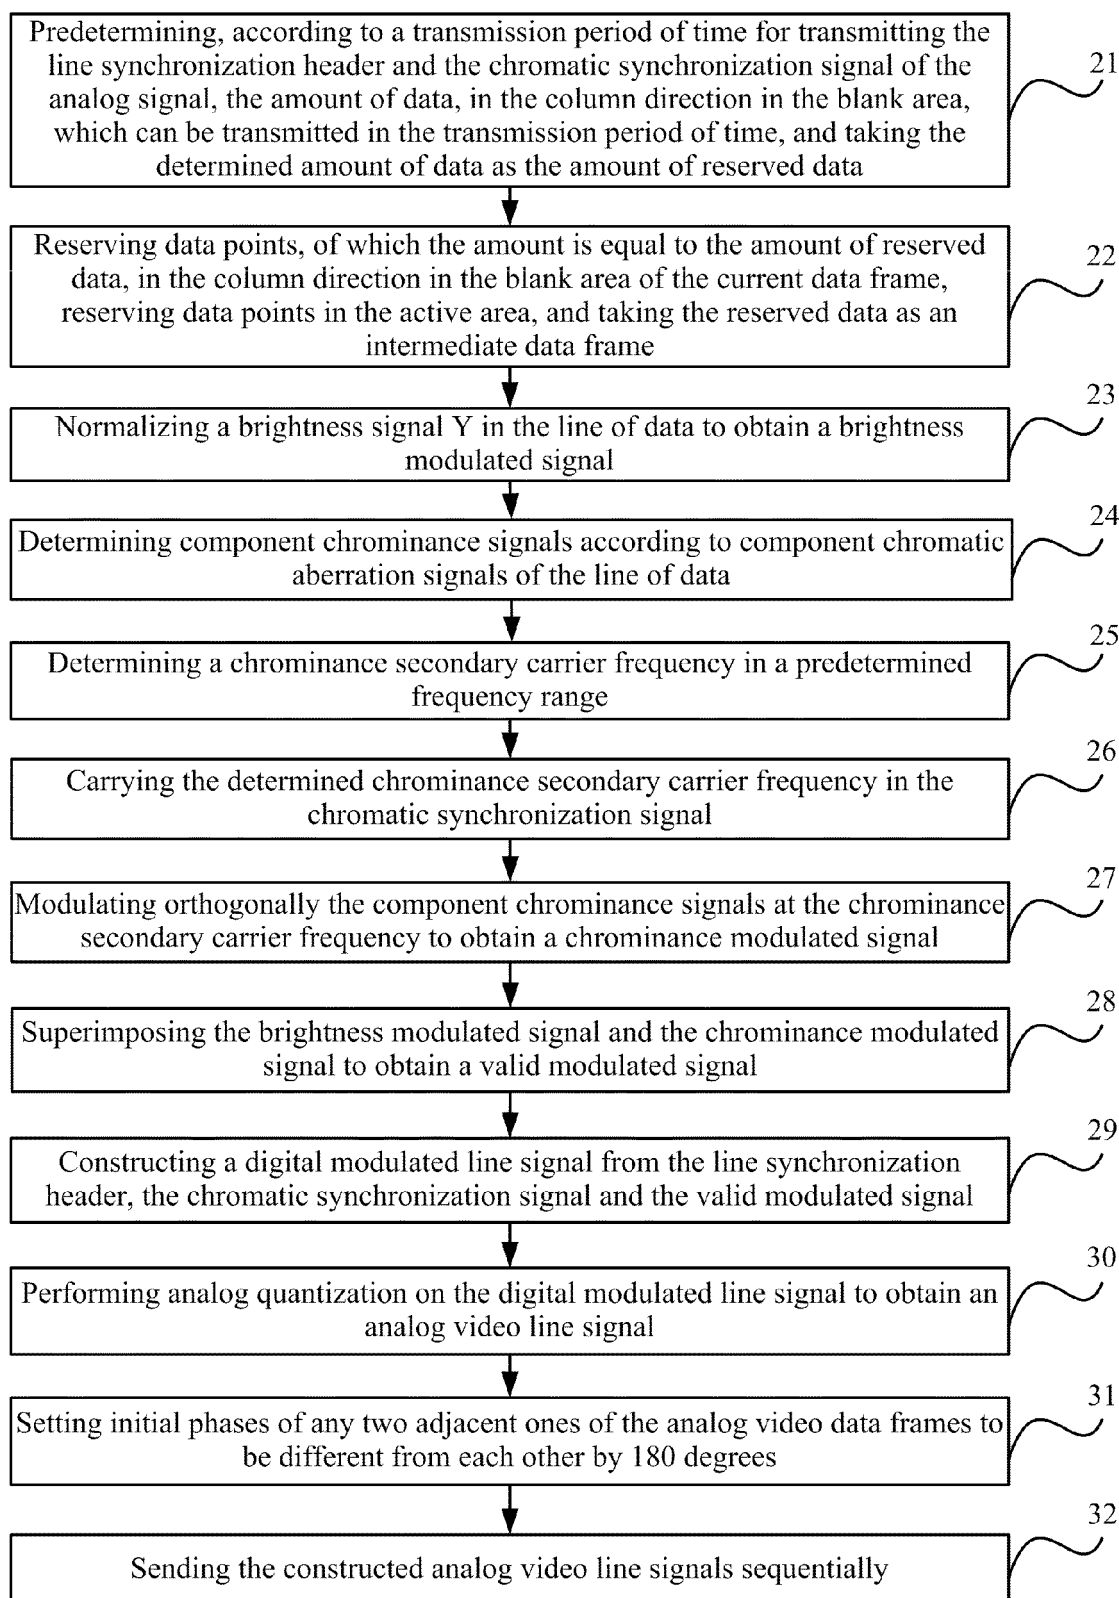 Predetermining, according to a transmission period of time for transmitting the
line synchronization header and the chromatic synchronization signal of the
analog signal, the amount of data, in the column direction in the blank area,
which can be transmitted in the transmission period of time, and taking the
determined amount of data as the amount of reserved data
21
Reserving data points, of which the amount is equal to the amount of reserved
data, in the column direction in the blank area of the current data frame,
reserving data points in the active area, and taking the reserved data as an
intermediate data frame
22
Normalizing a brightness signal Y in the line of data to obtain a brightness
modulated signal
23
Determining component chrominance signals according to component chromatic
aberration signals of the line of data
24
Determining a chrominance secondary carrier frequency in a predetermined
frequency range
25
Carrying the determined chrominance secondary carrier frequency in the
chromatic synchronization signal
26
Modulating orthogonally the component chrominance signals at the chrominance
secondary carrier frequency to obtain a chrominance modulated signal
27
Superimposing the brightness modulated signal and the chrominance modulated
signal to obtain a valid modulated signal
28
Constructing a digital modulated line signal from the line synchronization
header, the chromatic synchronization signal and the valid modulated signal
29
Performing analog quantization on the digital modulated line signal to obtain an
analog video line signal
30
Setting initial phases of any two adjacent ones of the analog video data frames to
be different from each other by 180 degrees
31
Sending the constructed analog video line signals sequentially
32